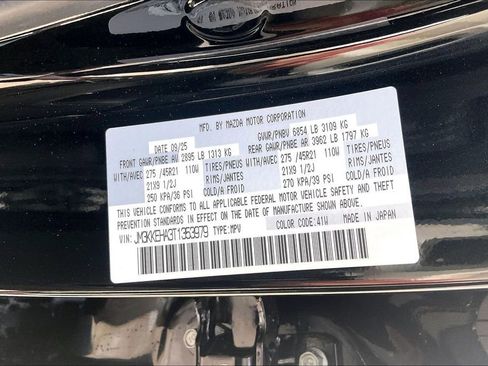 MFD. BY MAZDA MOTOR CORPORATION
DATE 09/25 GVWR/PNBV 6854 LB 3109 KG
FRONT GAWR/PNBE AV 2895 LB 1313 KG REAR GAWR/PNBE AR 3962 LB 1797 KG
WITH/AVEC 275 /45R21 110W TIRES/PNEUS WITH/AVEC 275 /45R21 110W TIRES/PNEUS
21X9 1/2J RIMS/JANTES 21X9 1/2J RIMS/JANTES
250 KPA/36 PSI COLD/A FROID 270 KPA/39 PSI COLD/A FROID
THIS VEHICLE CONFORMS TO ALL APPLICABLE FEDERAL MOTOR VEHICLE SAFETY AND THEFT
PREVENTION STANDARDS IN EFFECT ON THE DATE OF MANUFACTURE SHOWN ABOVE.
COLOR CODE:41W MADE IN JAPAN
VIN: JM3KKEHA3T1353979 TYPE:MPV